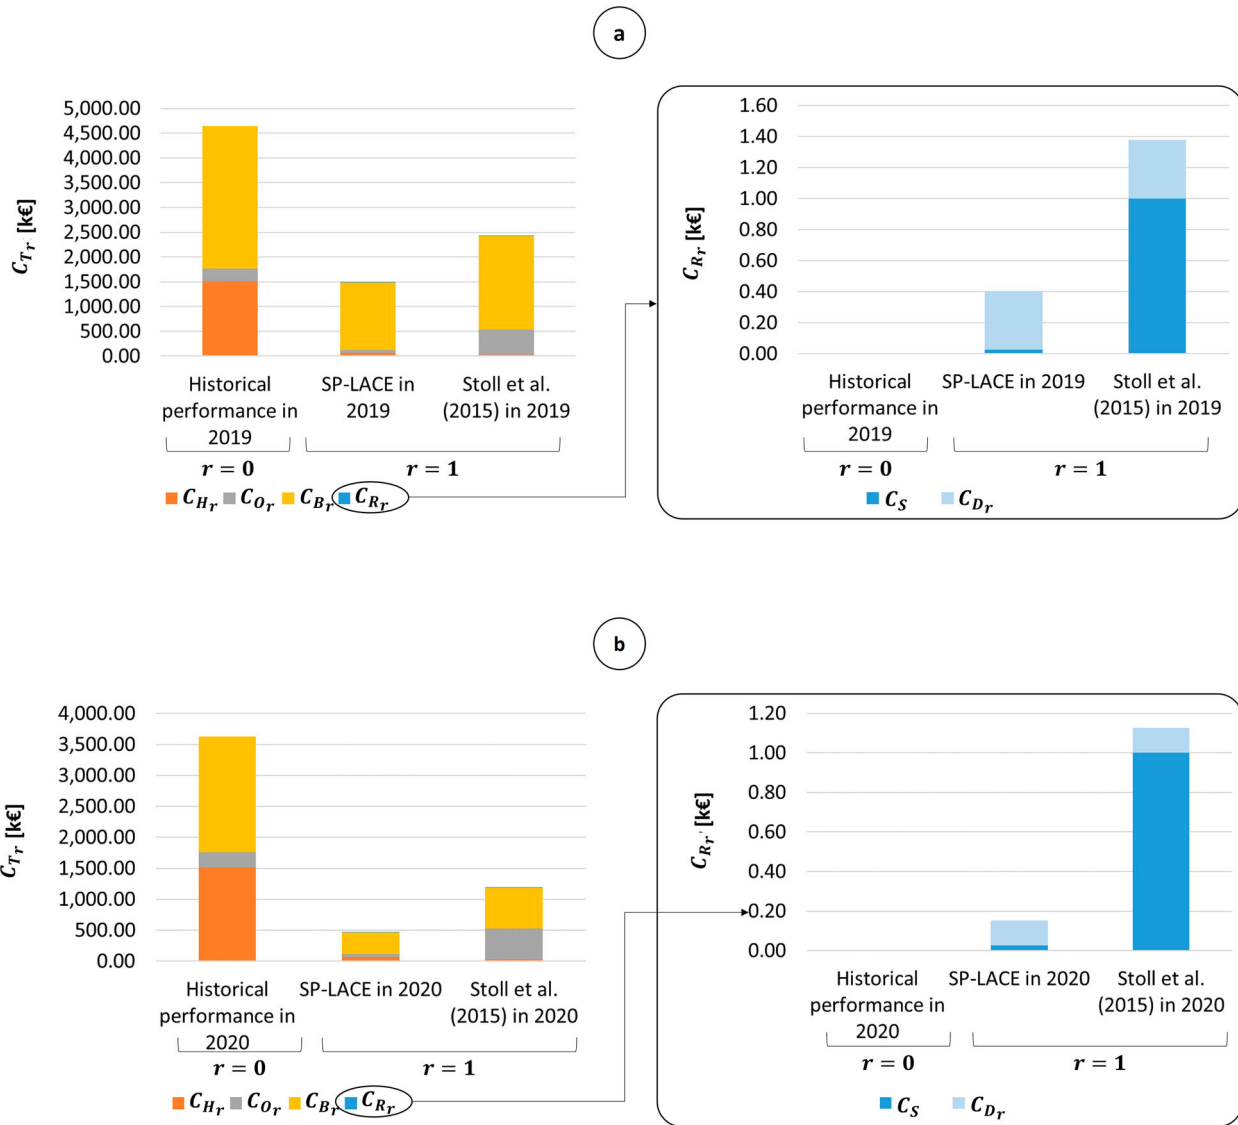 a
5,000.00
4,500.00
4,000.00
3,500.00
3,000.00
2,500.00
2,000.00
1,500.00
1,000.00
500.00
0.00
C_{T_r} [k€]
Historical
performance in
2019
SP-LACE in
2019
Stoll et al.
(2015) in 2019
r = 0
r = 1
C_{H_r} C_{O_r} C_{B_r} C_{R_r}
1.60
1.40
1.20
1.00
0.80
0.60
0.40
0.20
0.00
C_{R_r} [k€]
Historical
performance in
2019
SP-LACE in 2019
Stoll et al.
(2015) in 2019
r = 0
r = 1
C_S C_{D_r}
b
4,000.00
3,500.00
3,000.00
2,500.00
2,000.00
1,500.00
1,000.00
500.00
0.00
C_{T_r} [k€]
Historical
performance in
2020
SP-LACE in 2020
Stoll et al.
(2015) in 2020
r = 0
r = 1
C_{H_r} C_{O_r} C_{B_r} C_{R_r}
1.20
1.00
0.80
0.60
0.40
0.20
0.00
C_{R_r'} [k€]
Historical
performance in
2020
SP-LACE in 2020
Stoll et al.
(2015) in 2020
r = 0
r = 1
C_S C_{D_r}